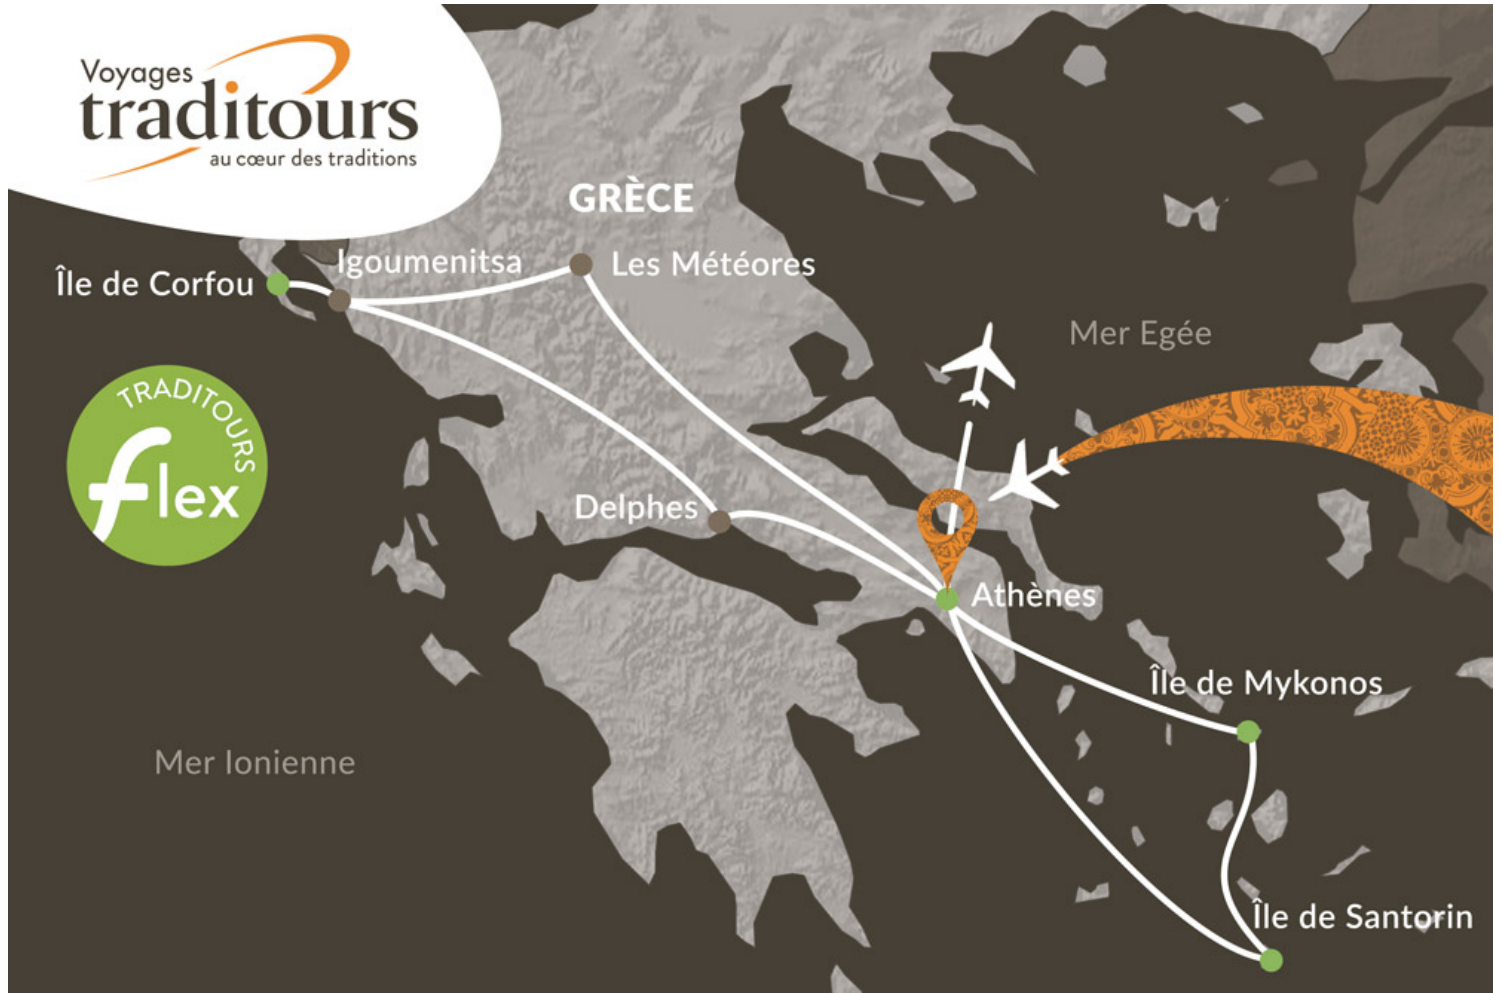 Voyages
traditours
au cœur des traditions
GRÈCE
Igoumenitsa
Les Météores
Île de Corfou
Mer Egée
TRADITOURS
flex
Delphes
Athènes
Île de Mykonos
Mer Ionienne
Île de Santorin